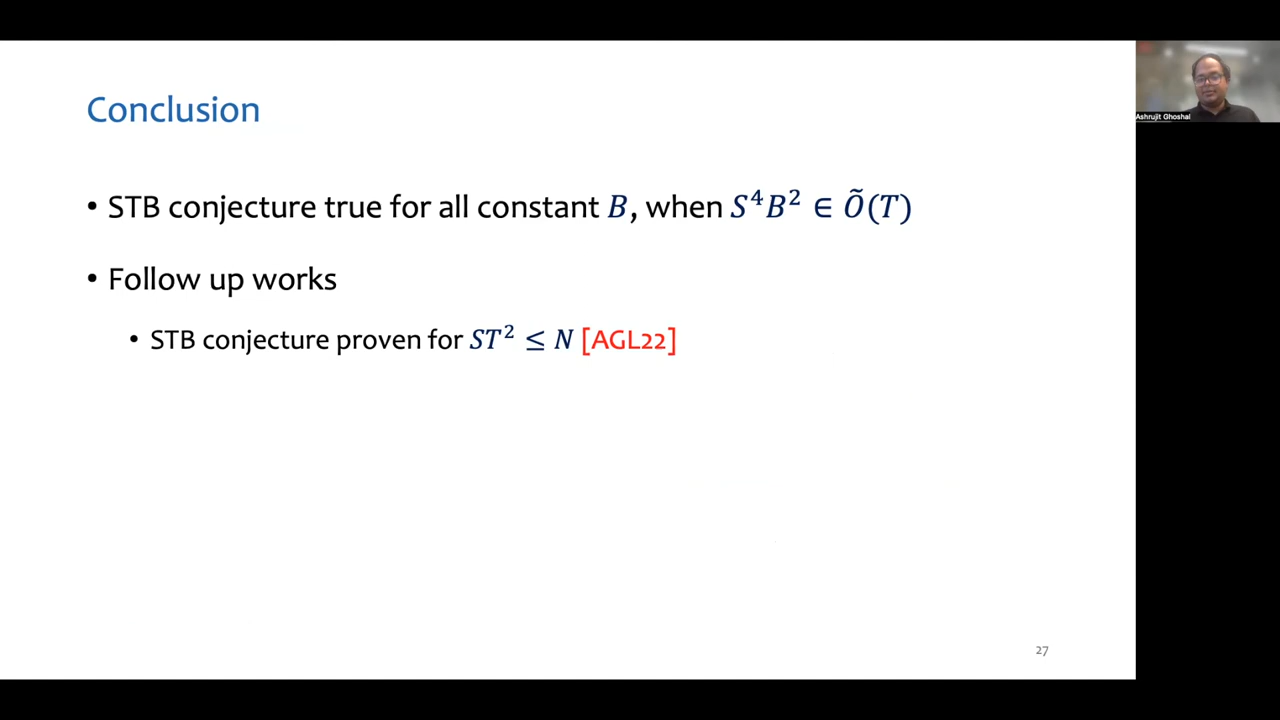 Conclusion
• STB conjecture true for all constant B, when S⁴B² ∈ Õ(T)
• Follow up works
• STB conjecture proven for ST² ≤ N [AGL22]
27
Ashrujit Ghoshal